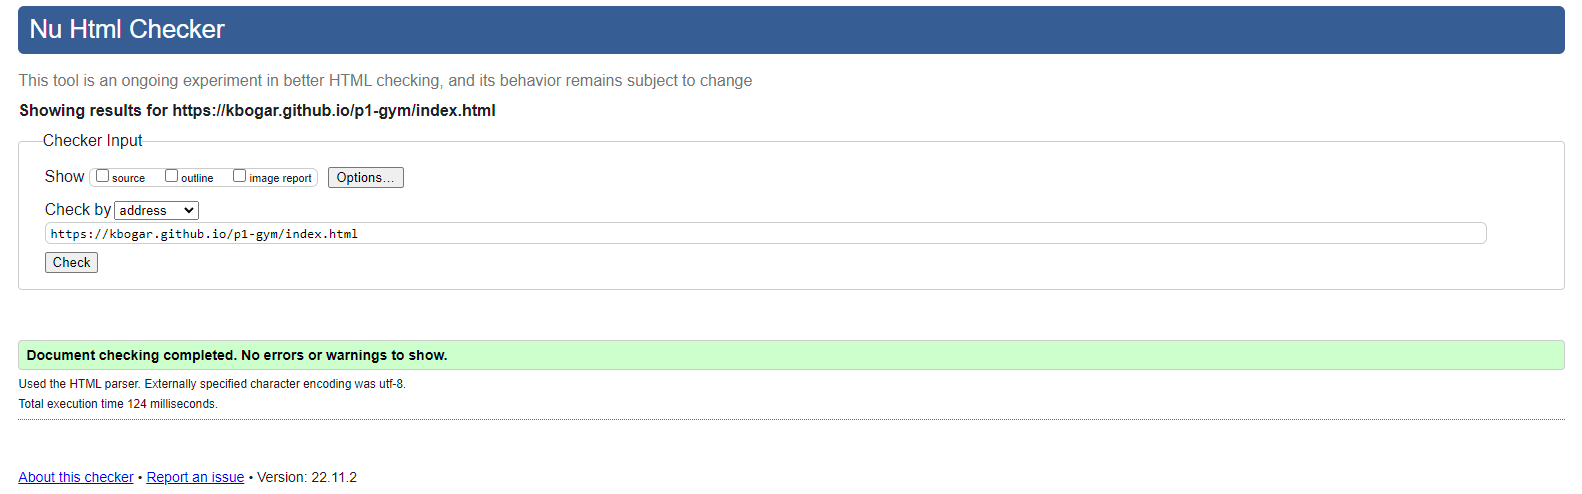 Nu Html Checker
This tool is an ongoing experiment in better HTML checking, and its behavior remains subject to change
Showing results for https://kbogar.github.io/p1-gym/index.html
Checker Input
Show source outline image report Options...
Check by address
https://kbogar.github.io/p1-gym/index.html
Check
Document checking completed. No errors or warnings to show.
Used the HTML parser. Externally specified character encoding was utf-8.
Total execution time 124 milliseconds.
About this checker • Report an issue • Version: 22.11.2